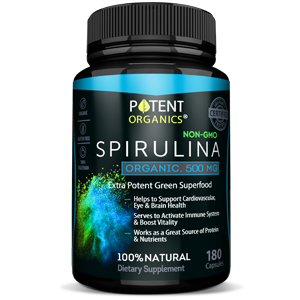 POTENT
ORGANICS®
NON-GMO
CERTIFIED
SPIRULINA
ORGANIC. 500 MG
Extra Potent Green Superfood
Helps to Support Cardiovascular,
Eye & Brain Health
Serves to Activate Immune System
& Boost Vitality
Works as a Great Source of Protein
& Nutrients
100% NATURAL
Dietary Supplement
180
Capsules